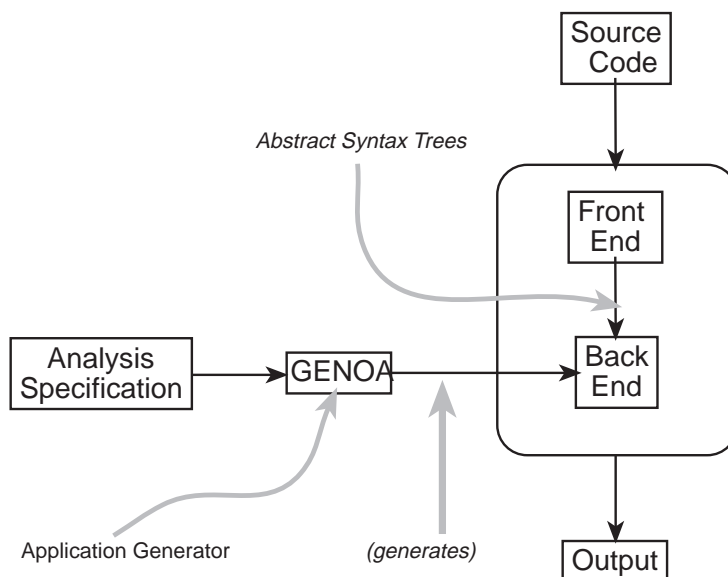 Source
Code
Abstract Syntax Trees
Front
End
Analysis
Specification
GENOA
Back
End
Application Generator
(generates)
Output